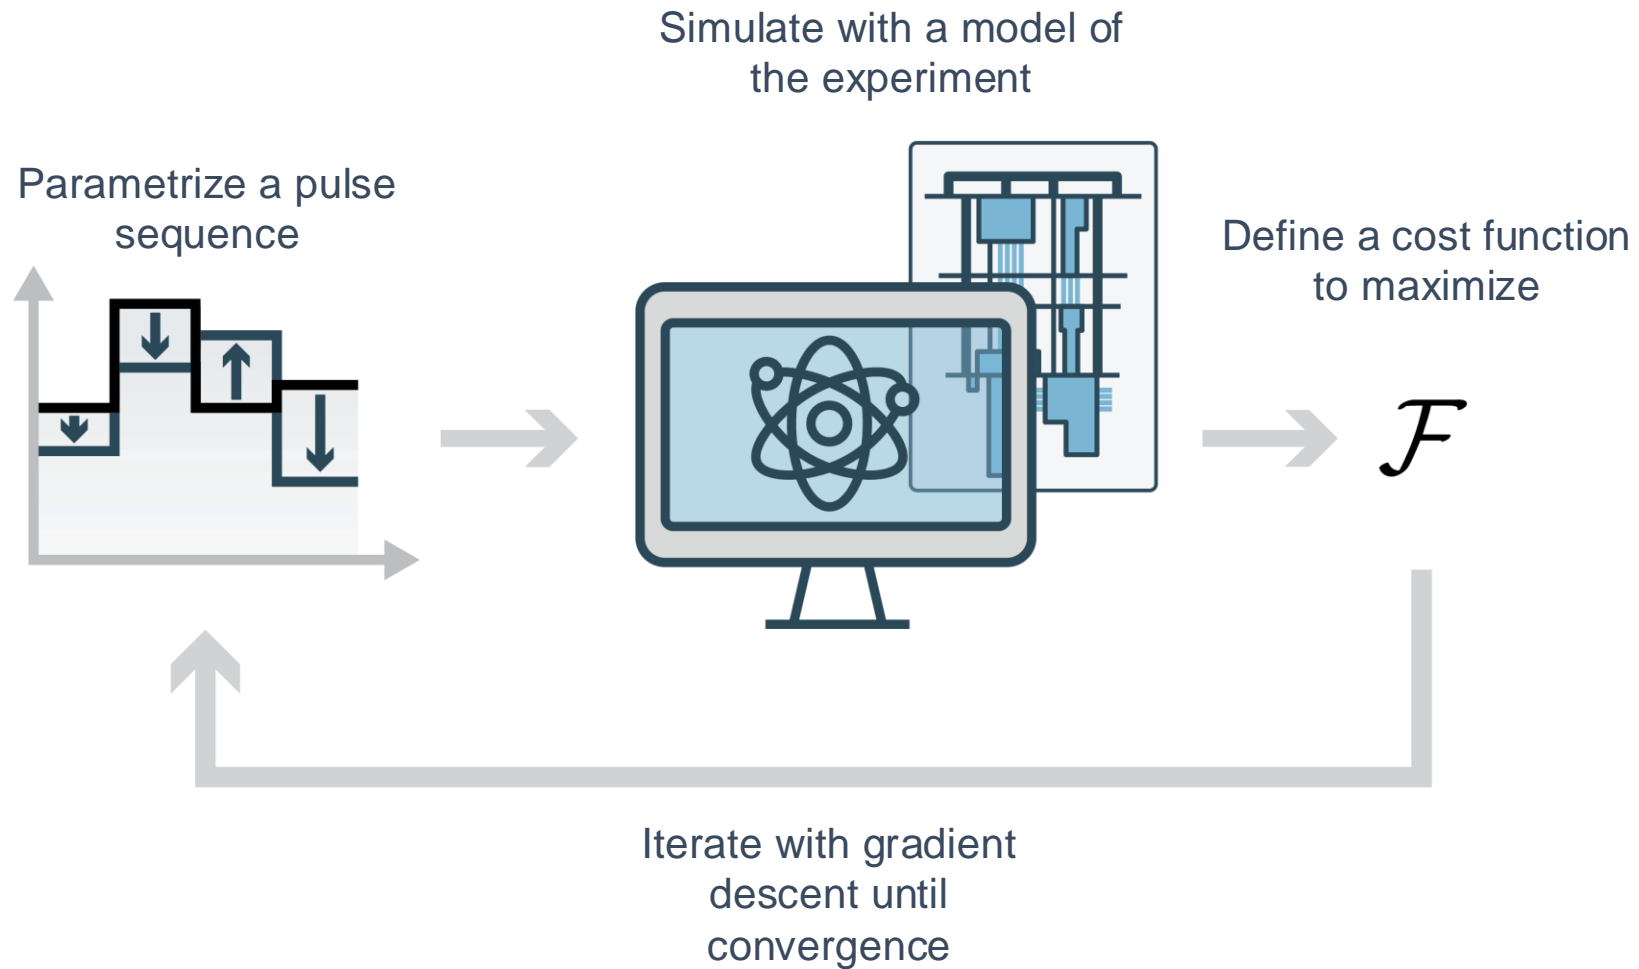 Simulate with a model of
the experiment
Parametrize a pulse
sequence
Define a cost function
to maximize
ℱ
Iterate with gradient
descent until
convergence